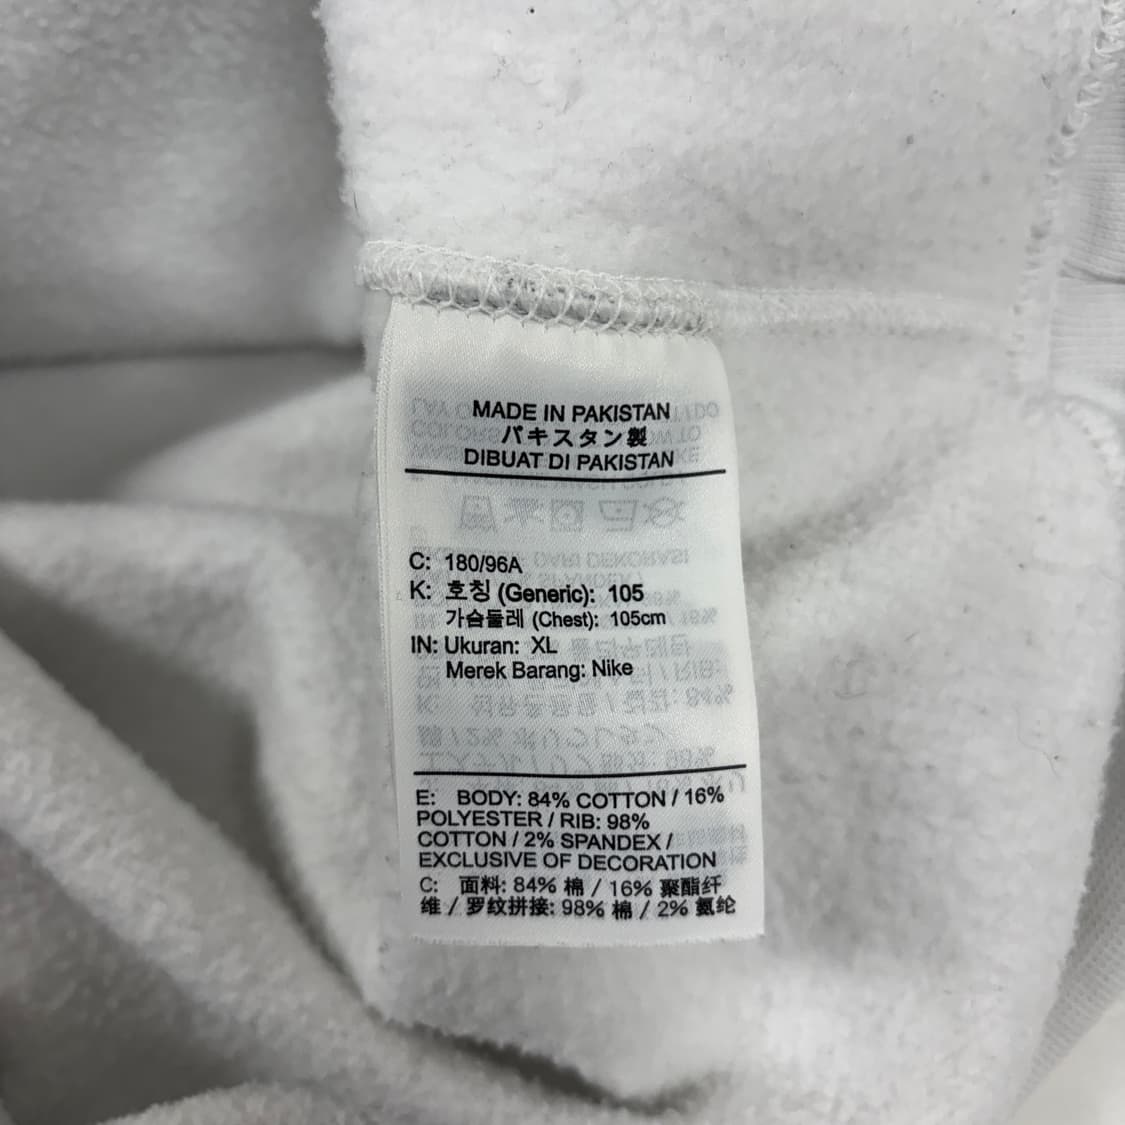 MADE IN PAKISTAN
パキスタン製
DIBUAT DI PAKISTAN
C: 180/96A
K: 호칭 (Generic): 105
가슴둘레 (Chest): 105cm
IN: Ukuran: XL
Merek Barang: Nike
E: BODY: 84% COTTON / 16%
POLYESTER / RIB: 98%
COTTON / 2% SPANDEX /
EXCLUSIVE OF DECORATION
C: 面料: 84% 棉 / 16% 聚酯纤
维 / 罗纹拼接: 98% 棉 / 2% 氨纶